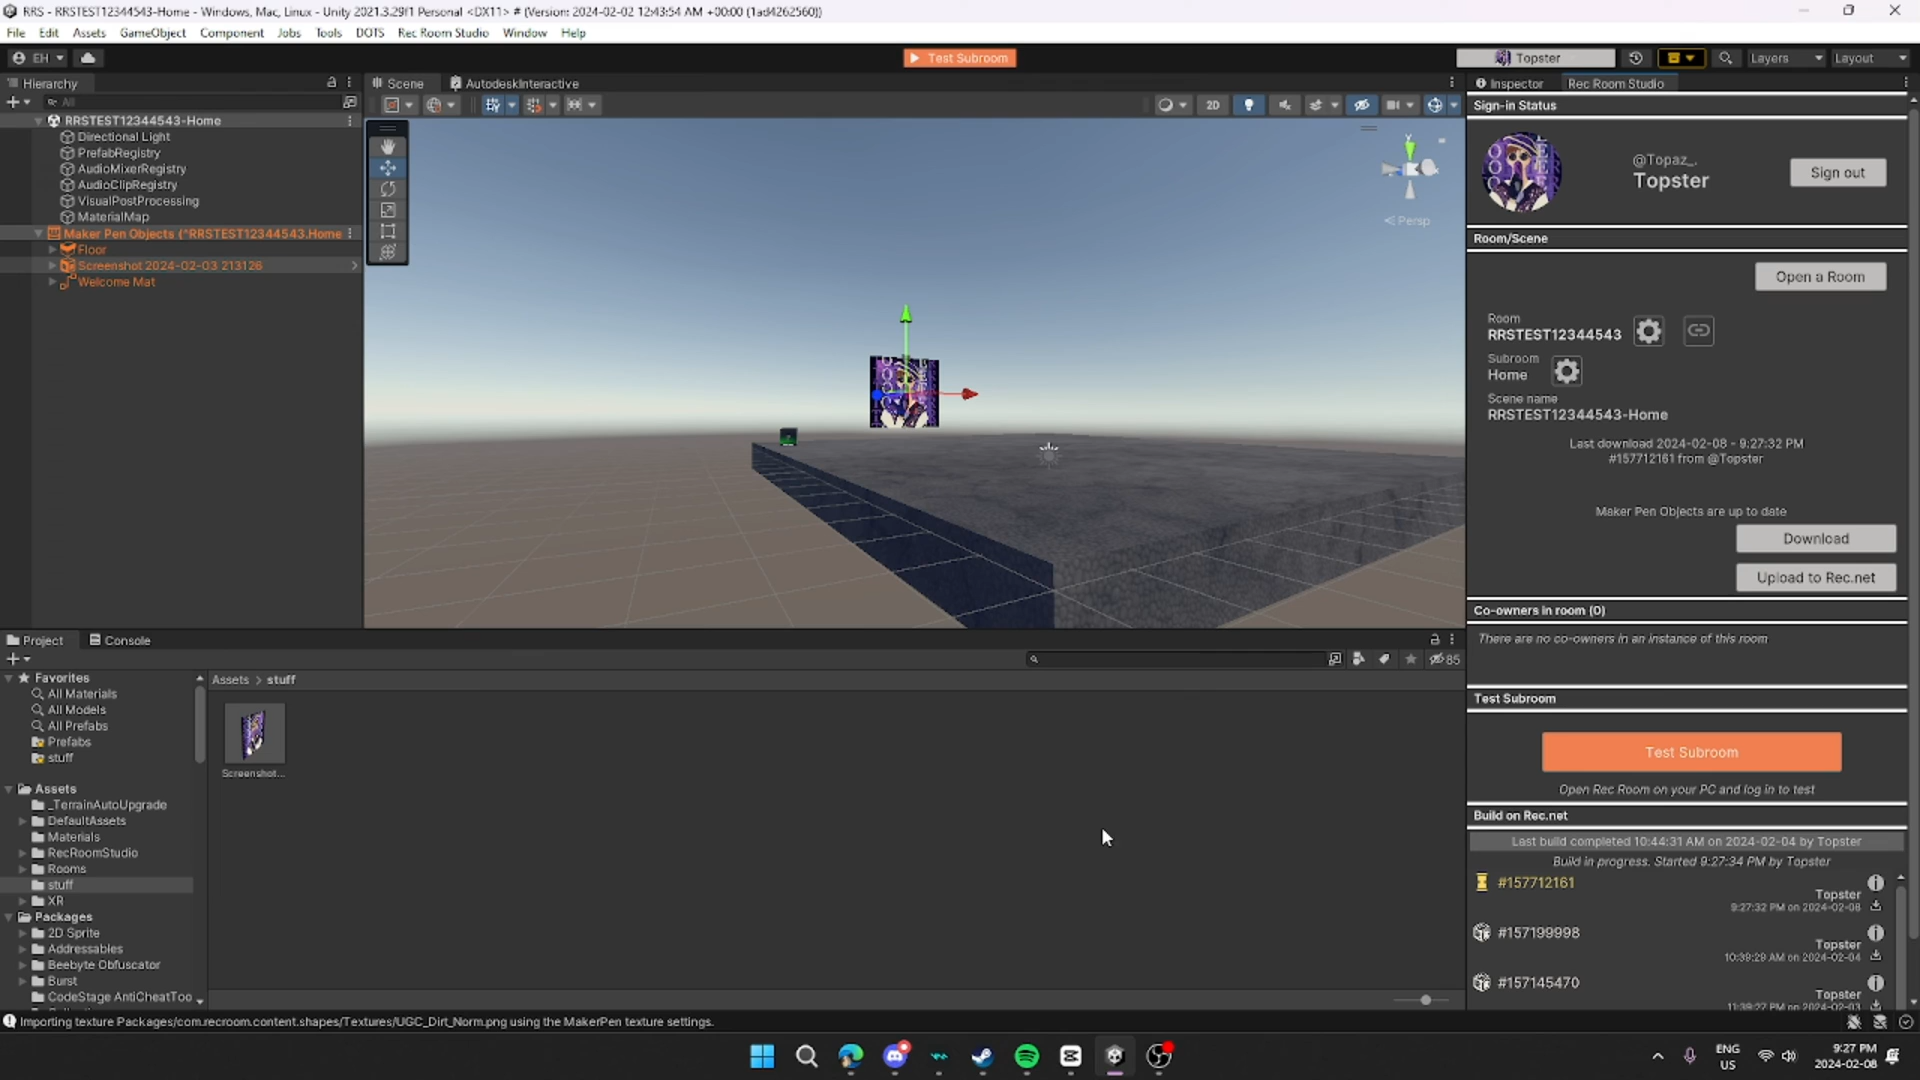 RRS - RRSTEST12344543-Home - Windows, Mac, Linux - Unity 2021.3.29f1 Personal <DX11> # (Version: 2024-02-02 12:43:54 AM +00:00 (1ad4262560))
File Edit Assets GameObject Component Jobs Tools DOTS Rec Room Studio Window Help
EH
Test Subroom
Topster
Layers
Layout
Hierarchy
All
RRSTEST12344543-Home
Directional Light
PrefabRegistry
AudioMixerRegistry
AudioClipRegistry
VisualPostProcessing
MaterialMap
Maker Pen Objects (*RRSTEST12344543.Home
Floor
Screenshot 2024-02-03 213126
Welcome Mat
Scene
AutodeskInteractive
2D
y
< Persp
Inspector
Rec Room Studio
Sign-in Status
@Topaz_.
Topster
Sign out
Room/Scene
Open a Room
Room
RRSTEST12344543
Subroom
Home
Scene name
RRSTEST12344543-Home
Last download 2024-02-08 - 9:27:32 PM
#157712161 from @Topster
Maker Pen Objects are up to date
Download
Upload to Rec.net
Co-owners in room (0)
There are no co-owners in an instance of this room
Test Subroom
Test Subroom
Open Rec Room on your PC and log in to test
Build on Rec.net
Last build completed 10:44:31 AM on 2024-02-04 by Topster
Build in progress. Started 9:27:34 PM by Topster
#157712161
Topster
9:27:32 PM on 2024-02-08
#157199998
Topster
10:39:29 AM on 2024-02-04
#157145470
Topster
11:39:27 PM on 2024-02-03
Project
Console
85
Favorites
All Materials
All Models
All Prefabs
Prefabs
stuff
Assets
_TerrainAutoUpgrade
DefaultAssets
Materials
RecRoomStudio
Rooms
stuff
XR
Packages
2D Sprite
Addressables
Beebyte Obfuscator
Burst
CodeStage AntiCheatToo
Assets > stuff
Screenshot...
Importing texture Packages/com.recroom.content.shapes/Textures/UGC_Dirt_Norm.png using the MakerPen texture settings.
ENG
US
9:27 PM
2024-02-08